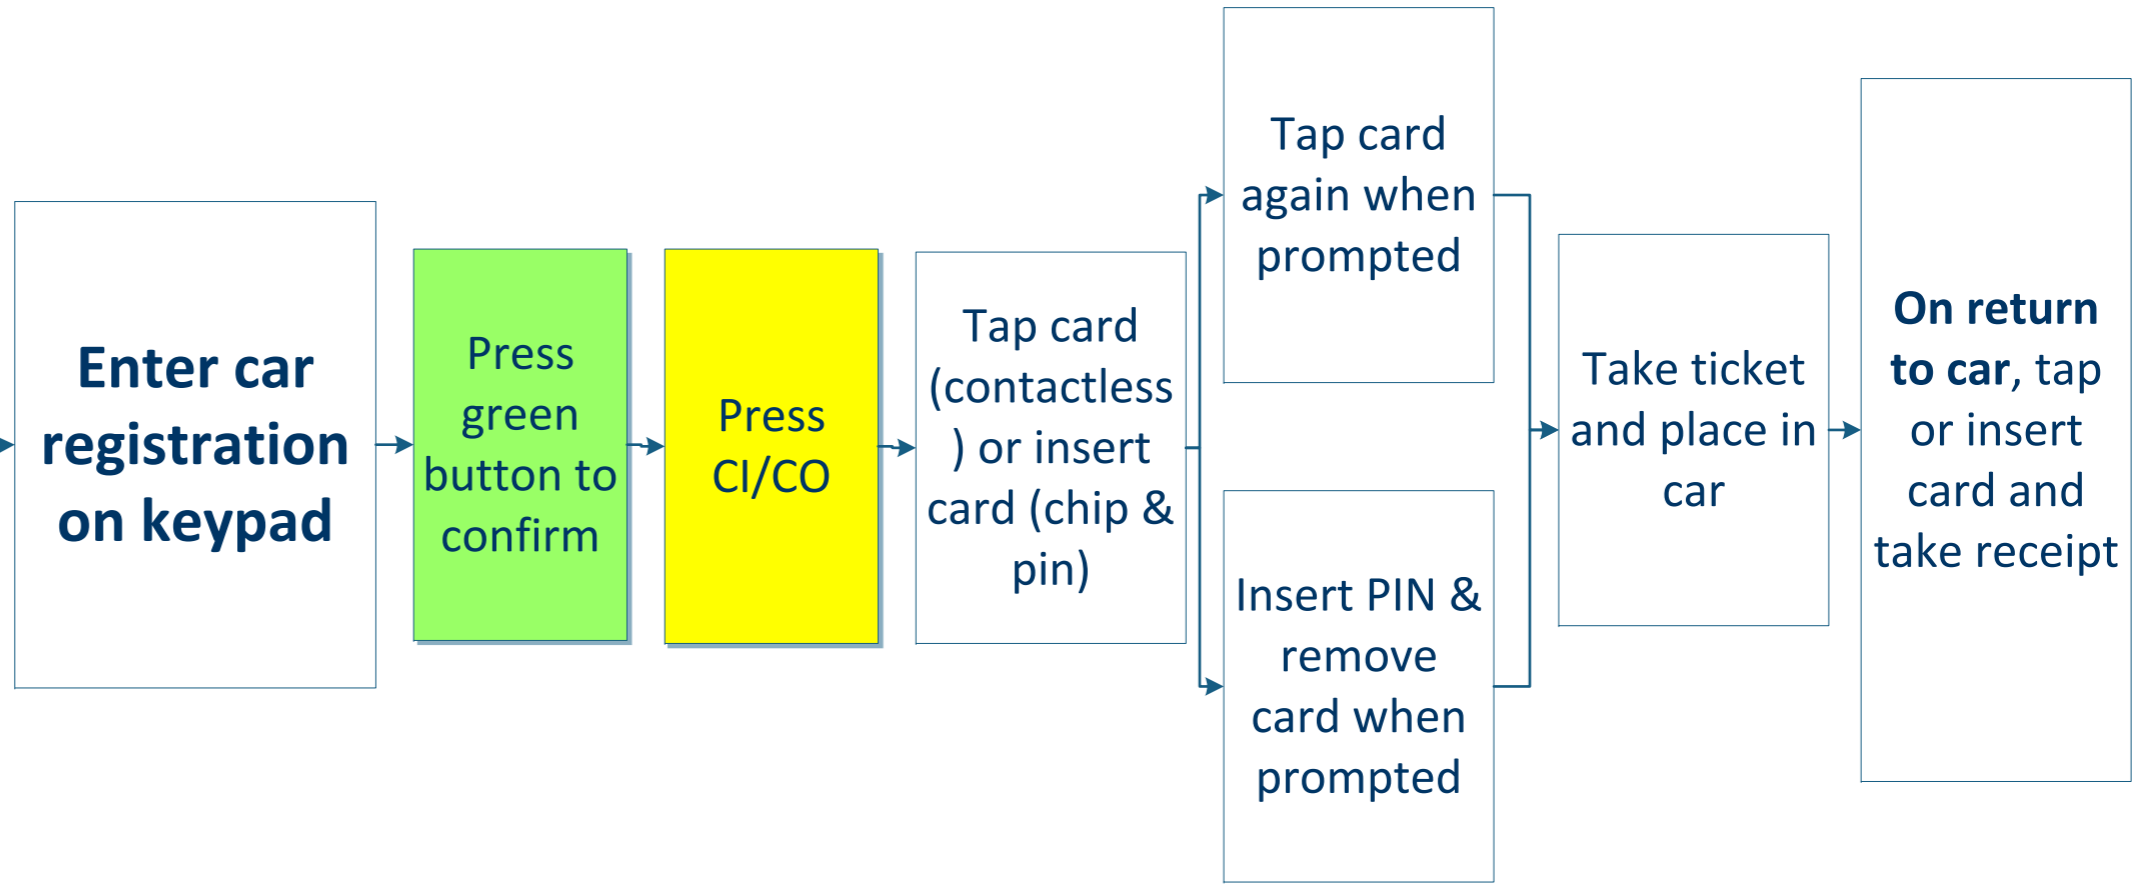 Enter car
registration
on keypad
Press
green
button to
confirm
Press
CI/CO
Tap card
(contactless
) or insert
card (chip &
pin)
Tap card
again when
prompted
Insert PIN &
remove
card when
prompted
Take ticket
and place in
car
On return
to car, tap
or insert
card and
take receipt